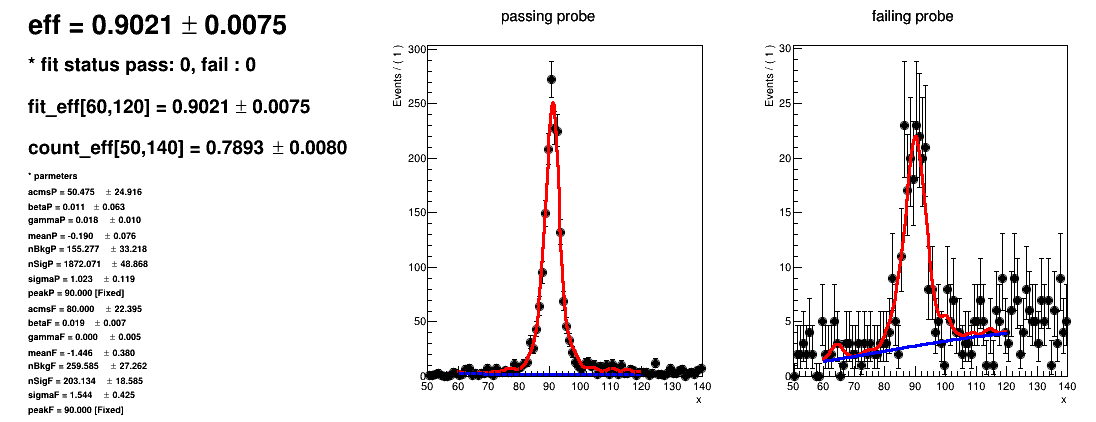 eff = 0.9021 ± 0.0075
* fit status pass: 0, fail : 0
fit_eff[60,120] = 0.9021 ± 0.0075
count_eff[50,140] = 0.7893 ± 0.0080
* parmeters
acmsP = 50.475 ± 24.916
betaP = 0.011 ± 0.063
gammaP = 0.018 ± 0.010
meanP = -0.190 ± 0.076
nBkgP = 155.277 ± 33.218
nSigP = 1872.071 ± 48.868
sigmaP = 1.023 ± 0.119
peakP = 90.000 [Fixed]
acmsF = 80.000 ± 22.395
betaF = 0.019 ± 0.007
gammaF = 0.000 ± 0.005
meanF = -1.446 ± 0.380
nBkgF = 259.585 ± 27.262
nSigF = 203.134 ± 18.585
sigmaF = 1.544 ± 0.425
peakF = 90.000 [Fixed]
passing probe
Events / ( 1 )
300
250
200
150
100
50
0
50 60 70 80 90 100 110 120 130 140
x
failing probe
Events / ( 1 )
30
25
20
15
10
5
0
50 60 70 80 90 100 110 120 130 140
x